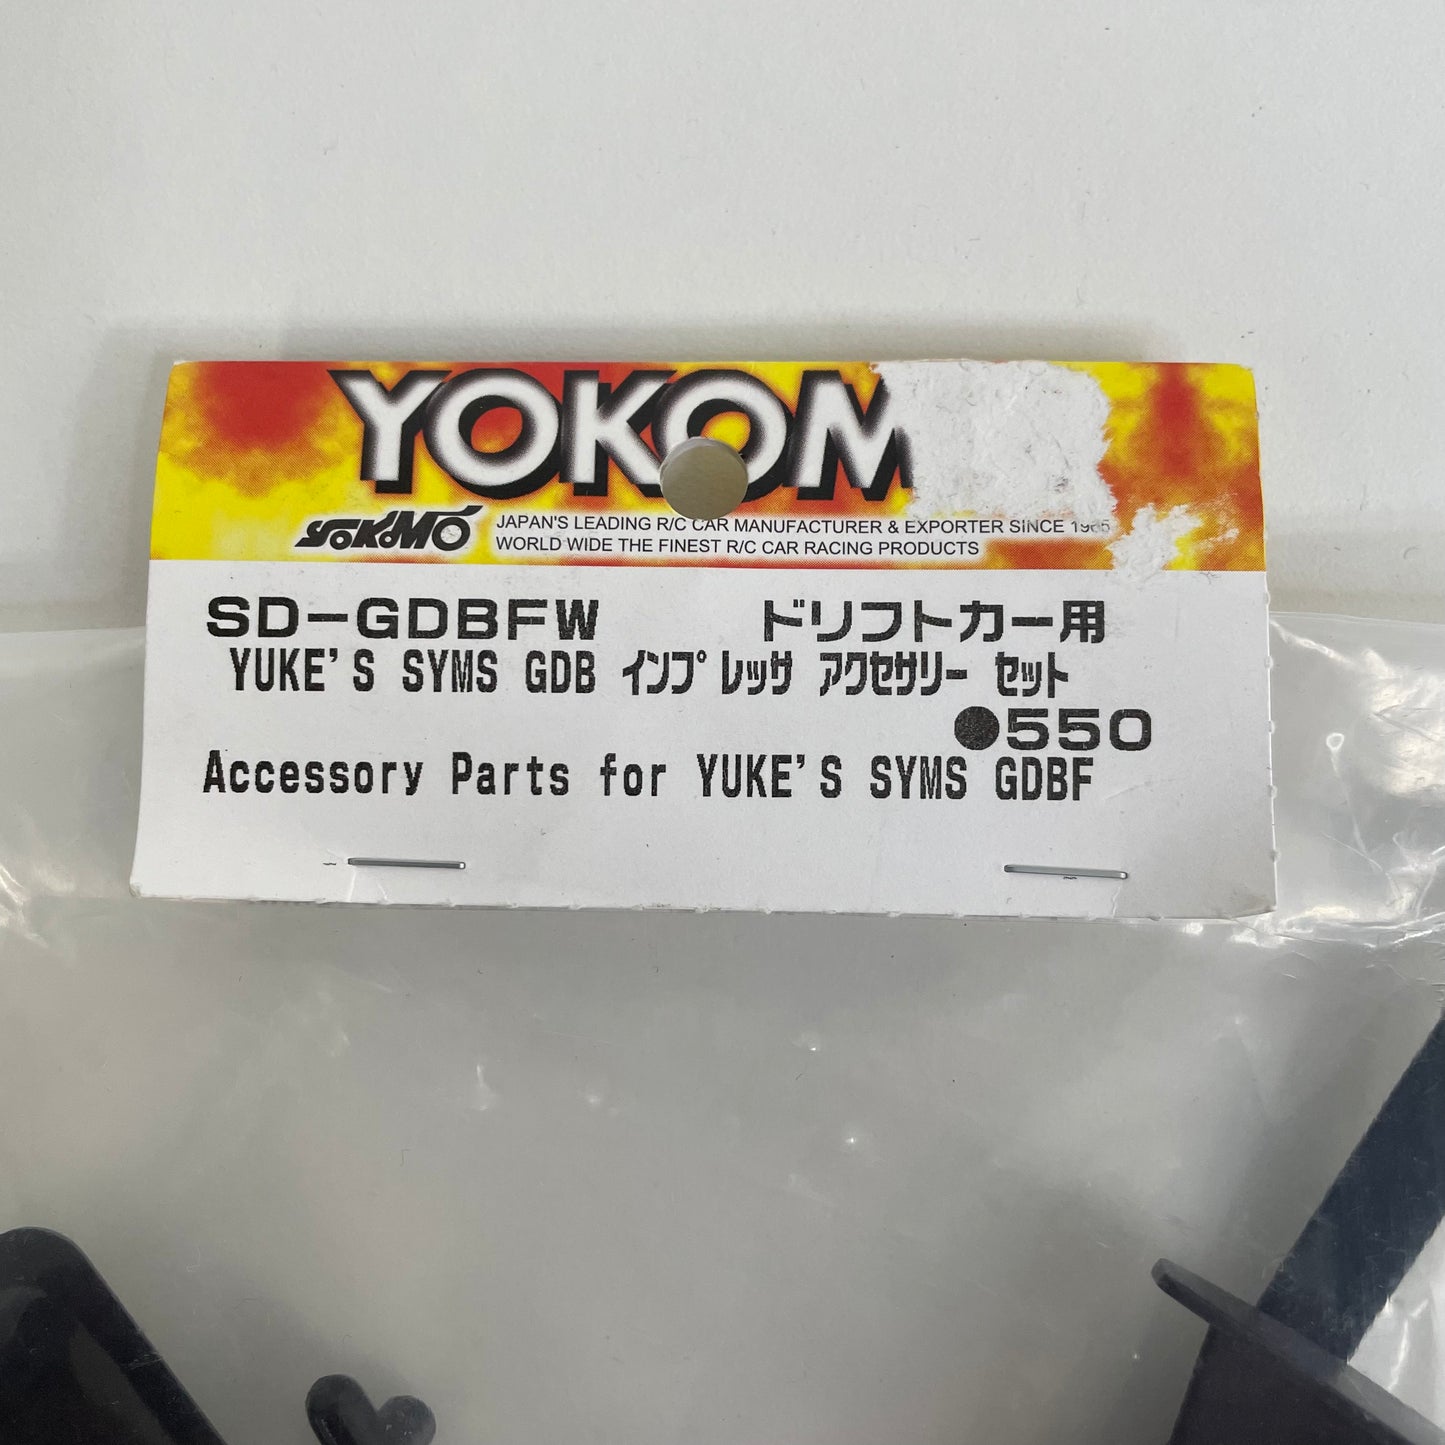 YOKOM
YOKOMO JAPAN'S LEADING R/C CAR MANUFACTURER & EXPORTER SINCE 1965
WORLD WIDE THE FINEST R/C CAR RACING PRODUCTS
SD-GDBFW ドリフトカー用
YUKE'S SYMS GDB インプレッサ アクセサリー セット
●550
Accessory Parts for YUKE'S SYMS GDBF